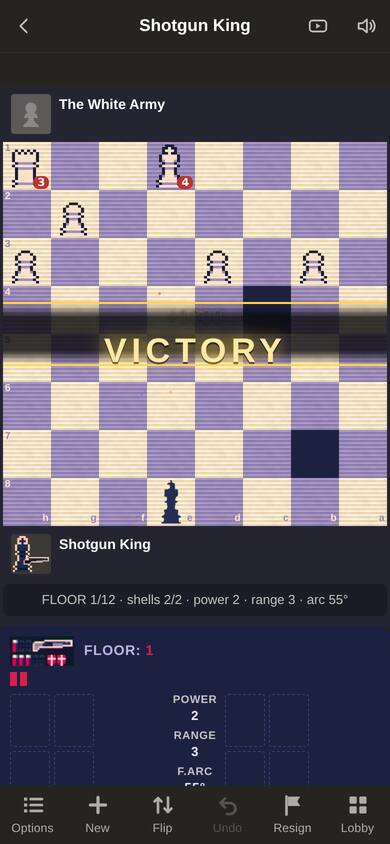 Shotgun King
The White Army
1
3
4
2
3
4
VICTORY
5
6
7
8
h g f e d c b a
Shotgun King
FLOOR 1/12 · shells 2/2 · power 2 · range 3 · arc 55°
FLOOR: 1
POWER
2
RANGE
3
F.ARC
55°
Options New Flip Undo Resign Lobby